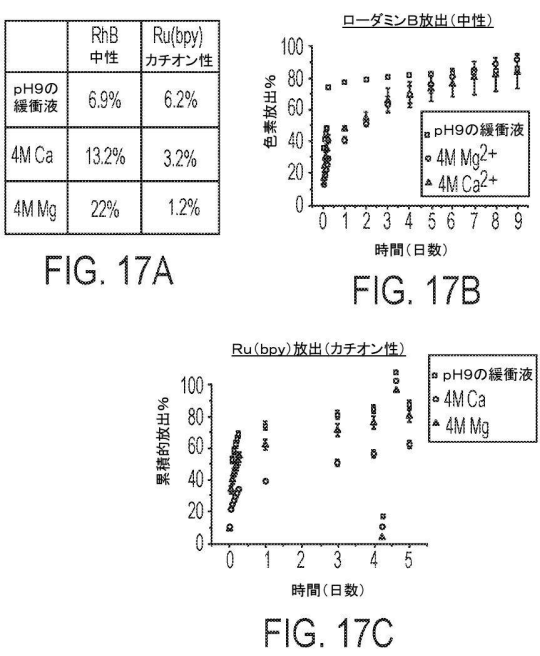 RhB Ru(bpy)
中性 カチオン性
pH9の 6.9% 6.2%
緩衝液
4M Ca 13.2% 3.2%
4M Mg 22% 1.2%
FIG. 17A
ローダミンB放出(中性)
色素放出%
100
80
60
40
20
0
0 1 2 3 4 5 6 7 8 9
時間(日数)
pH9の緩衝液
4M Mg2+
4M Ca2+
FIG. 17B
Ru(bpy)放出(カチオン性)
累積的放出%
100
80
60
40
20
0
0 1 2 3 4 5
時間(日数)
pH9の緩衝液
4M Ca
4M Mg
FIG. 17C